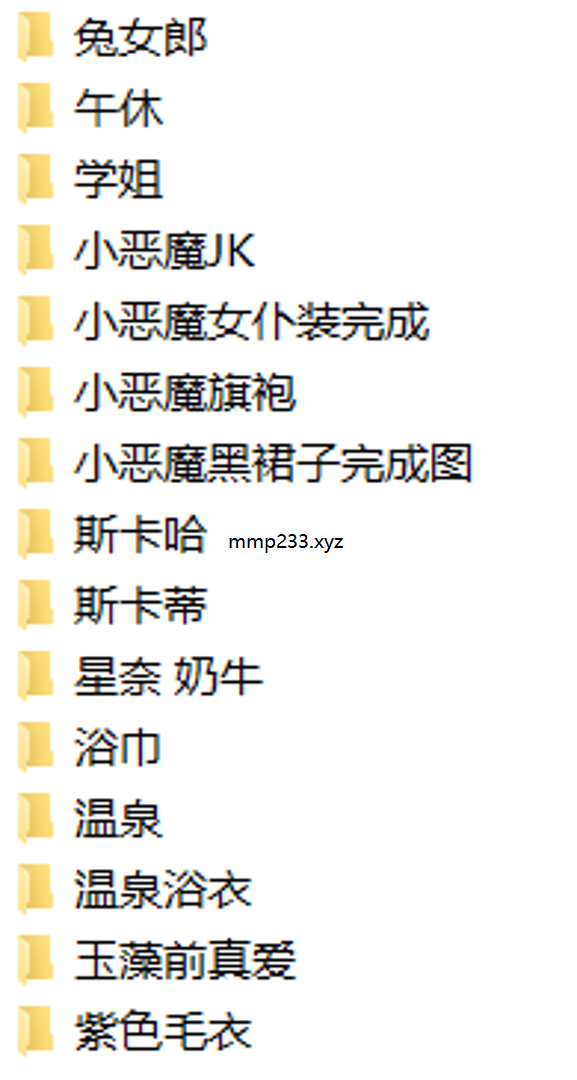 兔女郎
午休
学姐
小恶魔JK
小恶魔女仆装完成
小恶魔旗袍
小恶魔黑裙子完成图
斯卡哈 mmp233.xyz
斯卡蒂
星奈 奶牛
浴巾
温泉
温泉浴衣
玉藻前真爱
紫色毛衣